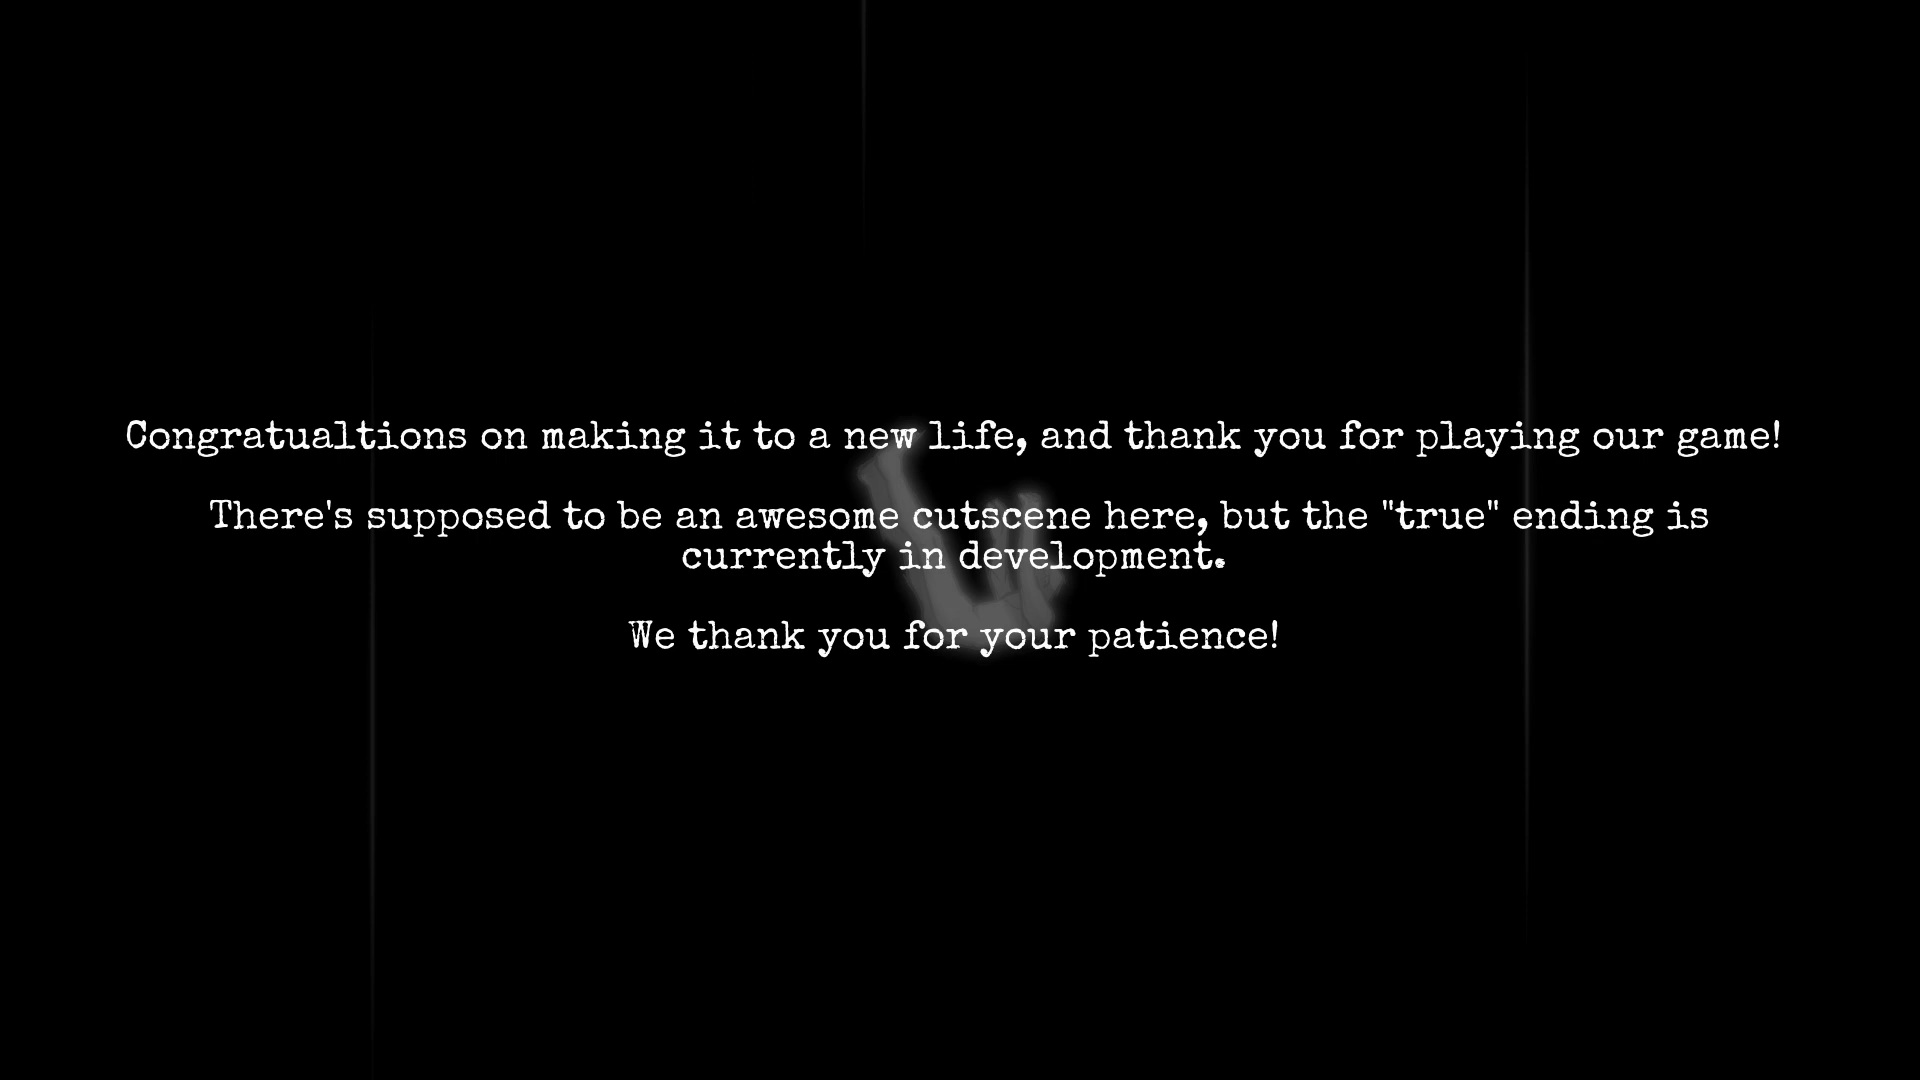 Congratualtions on making it to a new life, and thank you for playing our game!
There's supposed to be an awesome cutscene here, but the "true" ending is
currently in development.
We thank you for your patience!